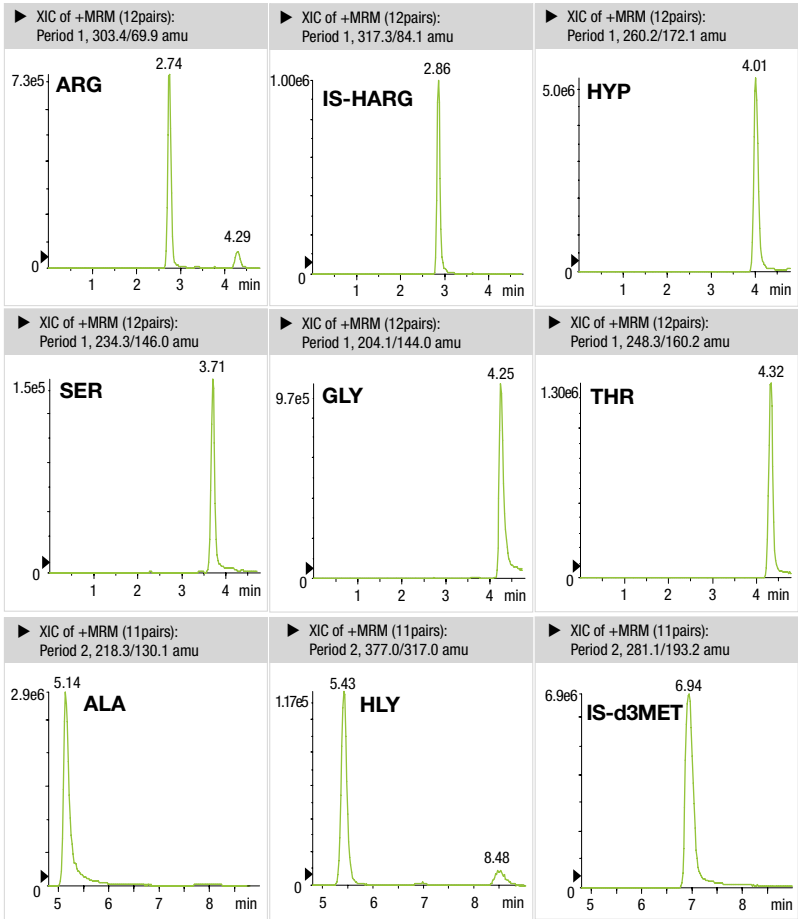 ▶ XIC of +MRM (12pairs):
Period 1, 303.4/69.9 amu
7.3e5
ARG
2.74
4.29
0
1 2 3 4 min
▶ XIC of +MRM (12pairs):
Period 1, 317.3/84.1 amu
1.00e6
IS-HARG
2.86
0
1 2 3 4 min
▶ XIC of +MRM (12pairs):
Period 1, 260.2/172.1 amu
5.0e6
HYP
4.01
0
1 2 3 4 min
▶ XIC of +MRM (12pairs):
Period 1, 234.3/146.0 amu
1.5e5
SER
3.71
0
1 2 3 4 min
▶ XIC of +MRM (12pairs):
Period 1, 204.1/144.0 amu
9.7e5
GLY
4.25
0
1 2 3 4 min
▶ XIC of +MRM (12pairs):
Period 1, 248.3/160.2 amu
1.30e6
THR
4.32
0
1 2 3 4 min
▶ XIC of +MRM (11pairs):
Period 2, 218.3/130.1 amu
2.9e6
5.14
ALA
0
5 6 7 8 min
▶ XIC of +MRM (11pairs):
Period 2, 377.0/317.0 amu
1.17e5
5.43
HLY
8.48
0
5 6 7 8 min
▶ XIC of +MRM (11pairs):
Period 2, 281.1/193.2 amu
6.9e6
IS-d3MET
6.94
0
5 6 7 8 min